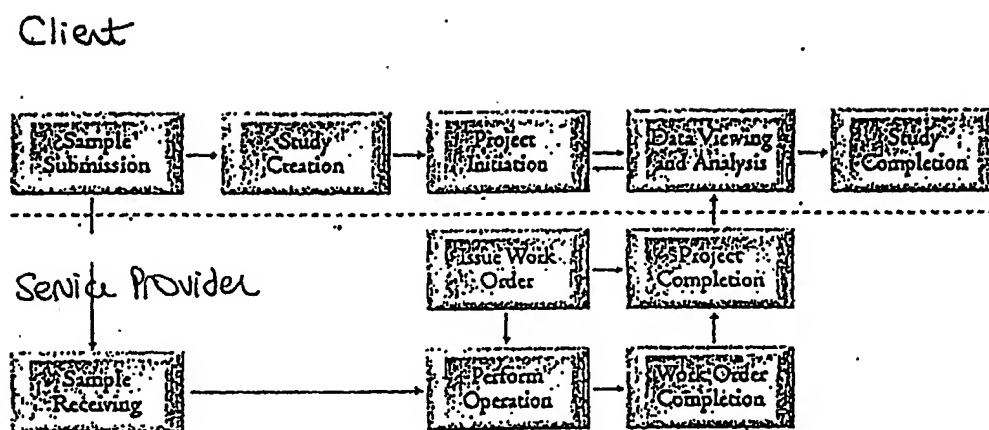 Client
Sample
Submission
Study
Creation
Project
Initiation
Data Viewing
and Analysis
Study
Completion
Issue Work
Order
Project
Completion
Service Provider
Sample
Receiving
Perform
Operation
Work Order
Completion